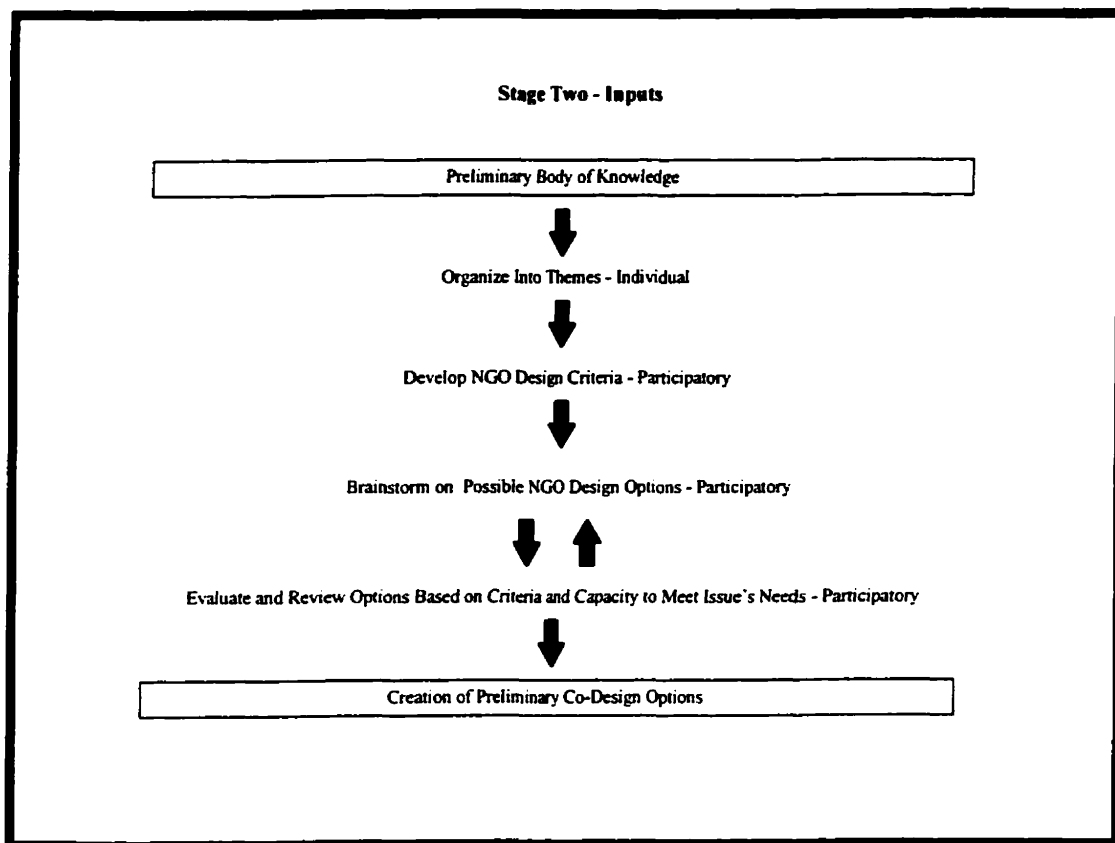 Stage Two - Inputs
Preliminary Body of Knowledge
Organize Into Themes - Individual
Develop NGO Design Criteria - Participatory
Brainstorm on Possible NGO Design Options - Participatory
Evaluate and Review Options Based on Criteria and Capacity to Meet Issue's Needs - Participatory
Creation of Preliminary Co-Design Options